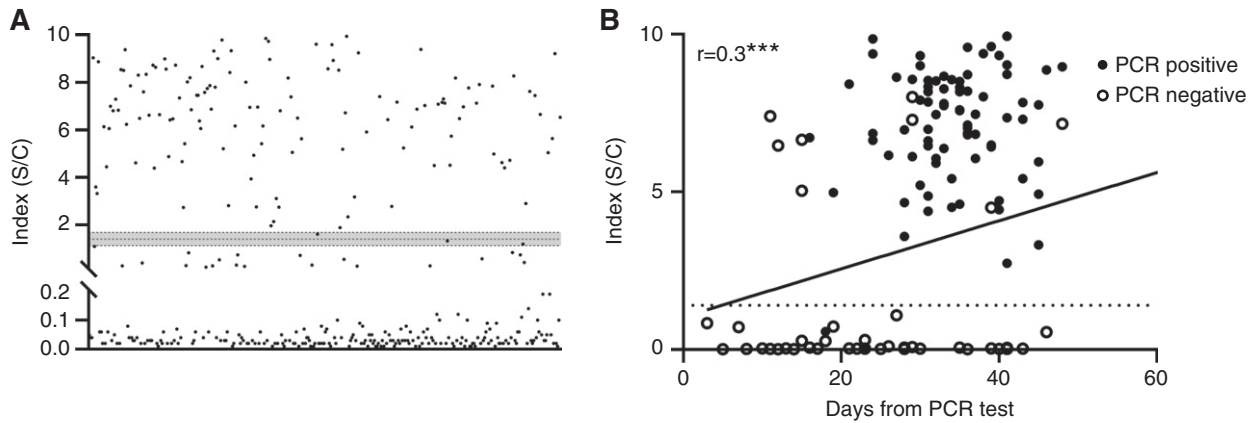 A
Index (S/C)
10
8
6
4
2
0.2
0.1
0.0
B
Index (S/C)
10
5
0
r=0.3***
PCR positive
PCR negative
0 20 40 60
Days from PCR test